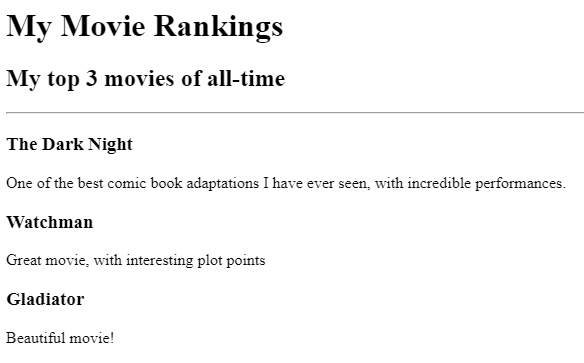 My Movie Rankings
My top 3 movies of all-time
The Dark Night
One of the best comic book adaptations I have ever seen, with incredible performances.
Watchman
Great movie, with interesting plot points
Gladiator
Beautiful movie!